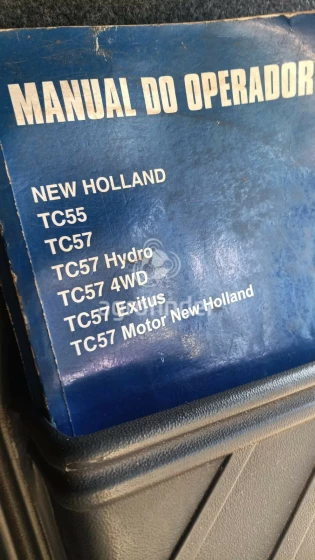 MANUAL DO OPERADOR
NEW HOLLAND
TC55
TC57
TC57 Hydro
TC57 4WD
TC57 Exitus
TC57 Motor New Holland